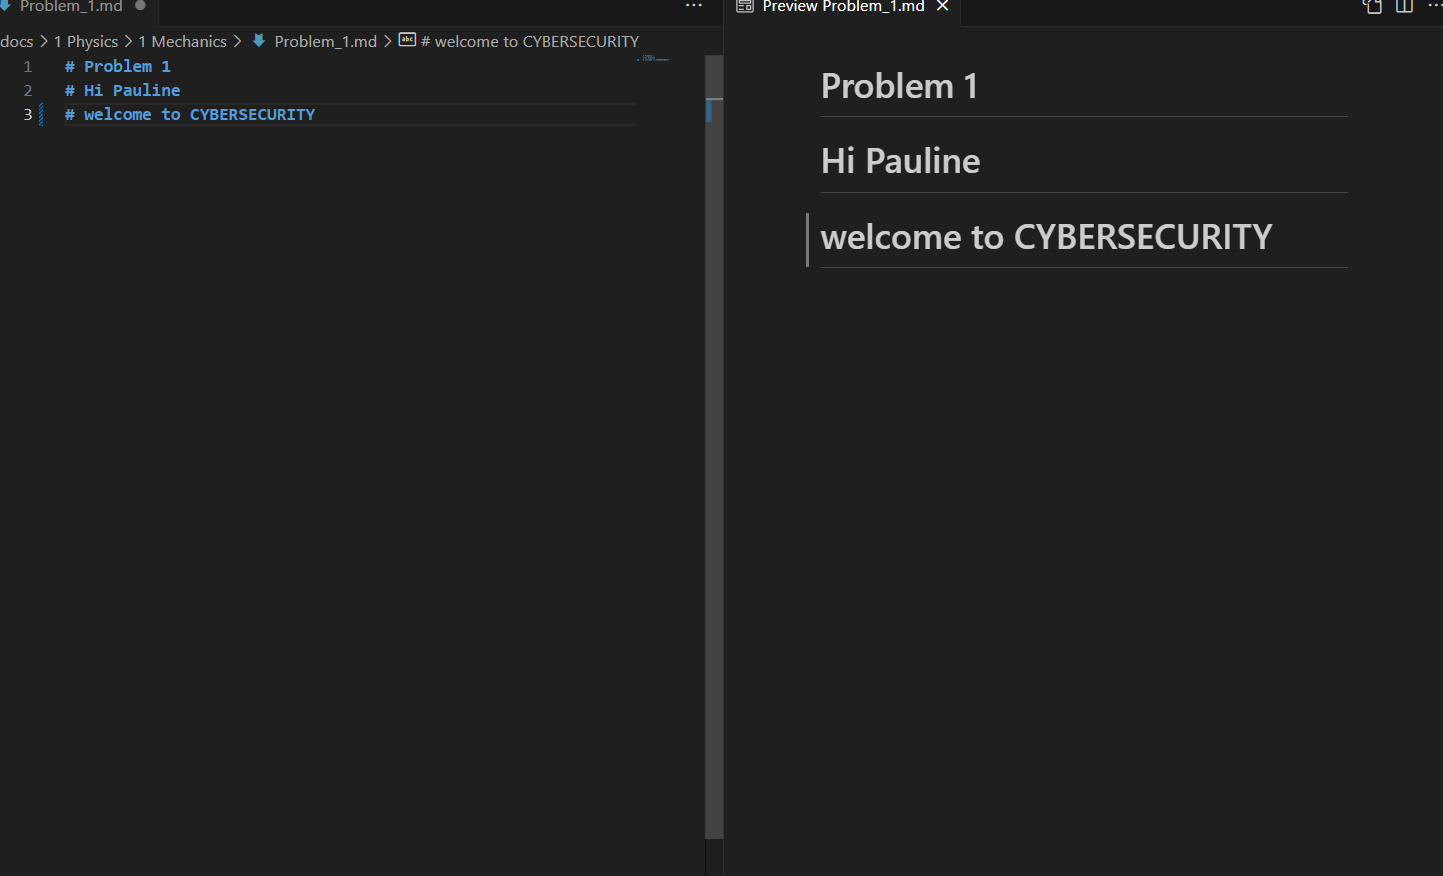 Problem_1.md
docs > 1 Physics > 1 Mechanics > Problem_1.md > abc # welcome to CYBERSECURITY
1 # Problem 1
2 # Hi Pauline
3 # welcome to CYBERSECURITY
Preview Problem_1.md
Problem 1
Hi Pauline
welcome to CYBERSECURITY